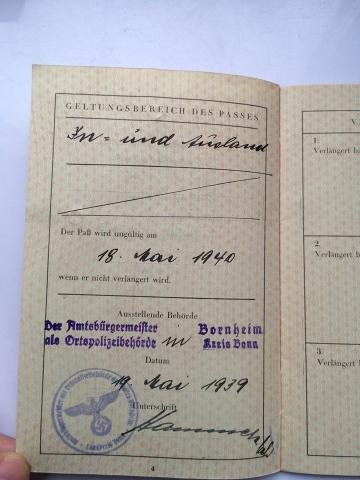 GELTUNGSBEREICH DES PASSES
In= und Ausland
Der Paß wird ungültig am
18. Mai 1940
wenn er nicht verlängert wird.
Ausstellende Behörde
Der Amtsbürgermeister
als Ortspolizeibehörde in Bornheim
Kreis Bonn
Datum
19. Mai 1939
Unterschrift
4
V
1.
Verlängert b
2.
Verlängert b
3.
Verlängert b